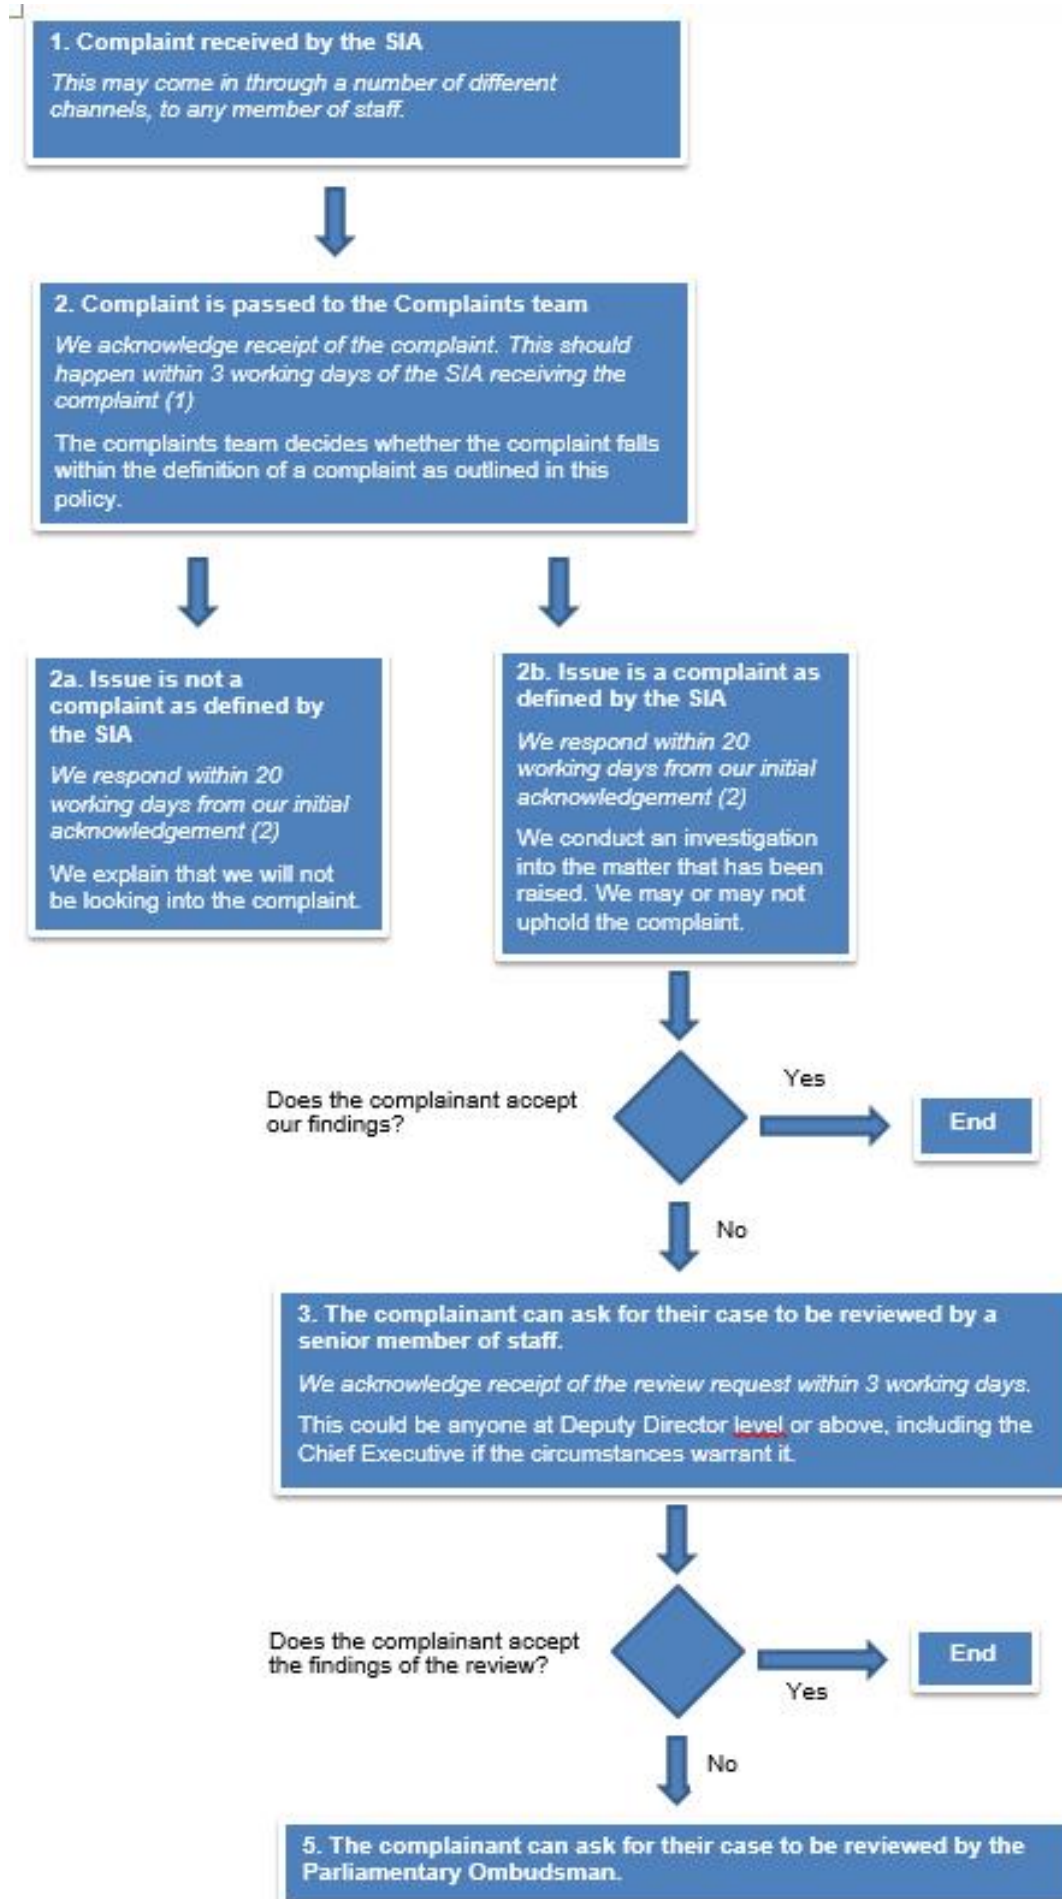 1. Complaint received by the SIA
This may come in through a number of different
channels, to any member of staff.
2. Complaint is passed to the Complaints team
We acknowledge receipt of the complaint. This should
happen within 3 working days of the SIA receiving the
complaint (1)
The complaints team decides whether the complaint falls
within the definition of a complaint as outlined in this
policy.
2a. Issue is not a
complaint as defined by
the SIA
We respond within 20
working days from our initial
acknowledgement (2)
We explain that we will not
be looking into the complaint.
2b. Issue is a complaint as
defined by the SIA
We respond within 20
working days from our initial
acknowledgement (2)
We conduct an investigation
into the matter that has been
raised. We may or may not
uphold the complaint.
Does the complainant accept
our findings?
Yes
End
No
3. The complainant can ask for their case to be reviewed by a
senior member of staff.
We acknowledge receipt of the review request within 3 working days.
This could be anyone at Deputy Director level or above, including the
Chief Executive if the circumstances warrant it.
Does the complainant accept
the findings of the review?
Yes
End
No
5. The complainant can ask for their case to be reviewed by the
Parliamentary Ombudsman.